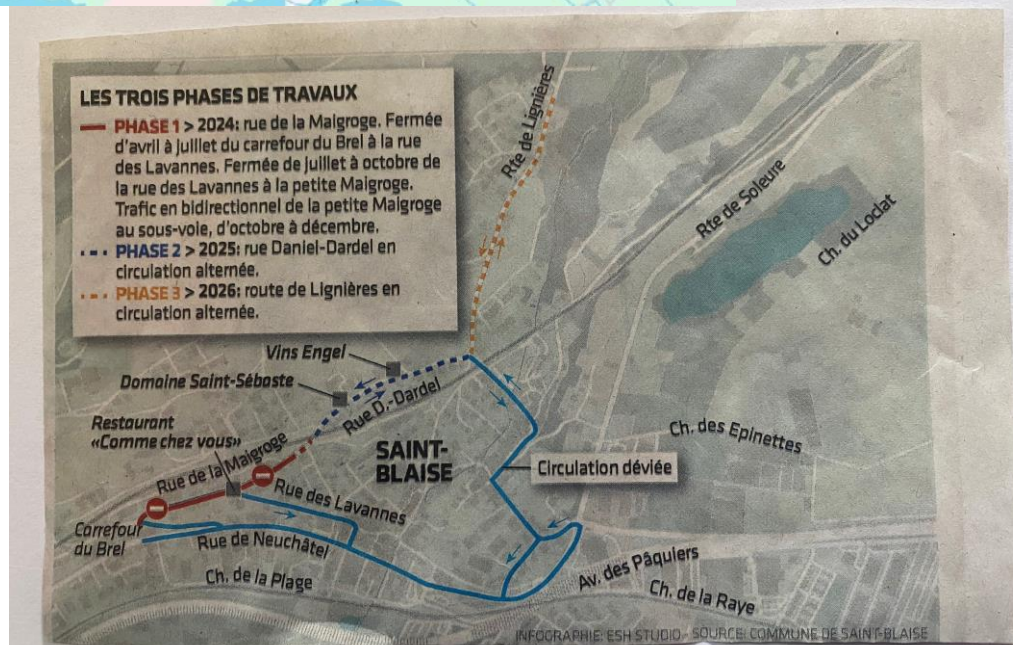 LES TROIS PHASES DE TRAVAUX
PHASE 1 > 2024: rue de la Maigroge. Fermée
d'avril à juillet du carrefour du Brel à la rue
des Lavannes. Fermée de juillet à octobre de
la rue des Lavannes à la petite Maigroge.
Trafic en bidirectionnel de la petite Maigroge
au sous-voie, d'octobre à décembre.
PHASE 2 > 2025: rue Daniel-Dardel en
circulation alternée.
PHASE 3 > 2026: route de Lignières en
circulation alternée.
Rte de Lignières
Rte de Soleure
Ch. du Loclat
Vins Engel
Domaine Saint-Sébaste
Rue D.-Dardel
Restaurant
«Comme chez vous»
Rue de la Maigroge
SAINT-
BLAISE
Ch. des Epinettes
Circulation déviée
Rue des Lavannes
Carrefour
du Brel
Rue de Neuchâtel
Ch. de la Plage
Av. des Pâquiers
Ch. de la Raye
INFOGRAPHIE: ESH STUDIO - SOURCE: COMMUNE DE SAINT-BLAISE